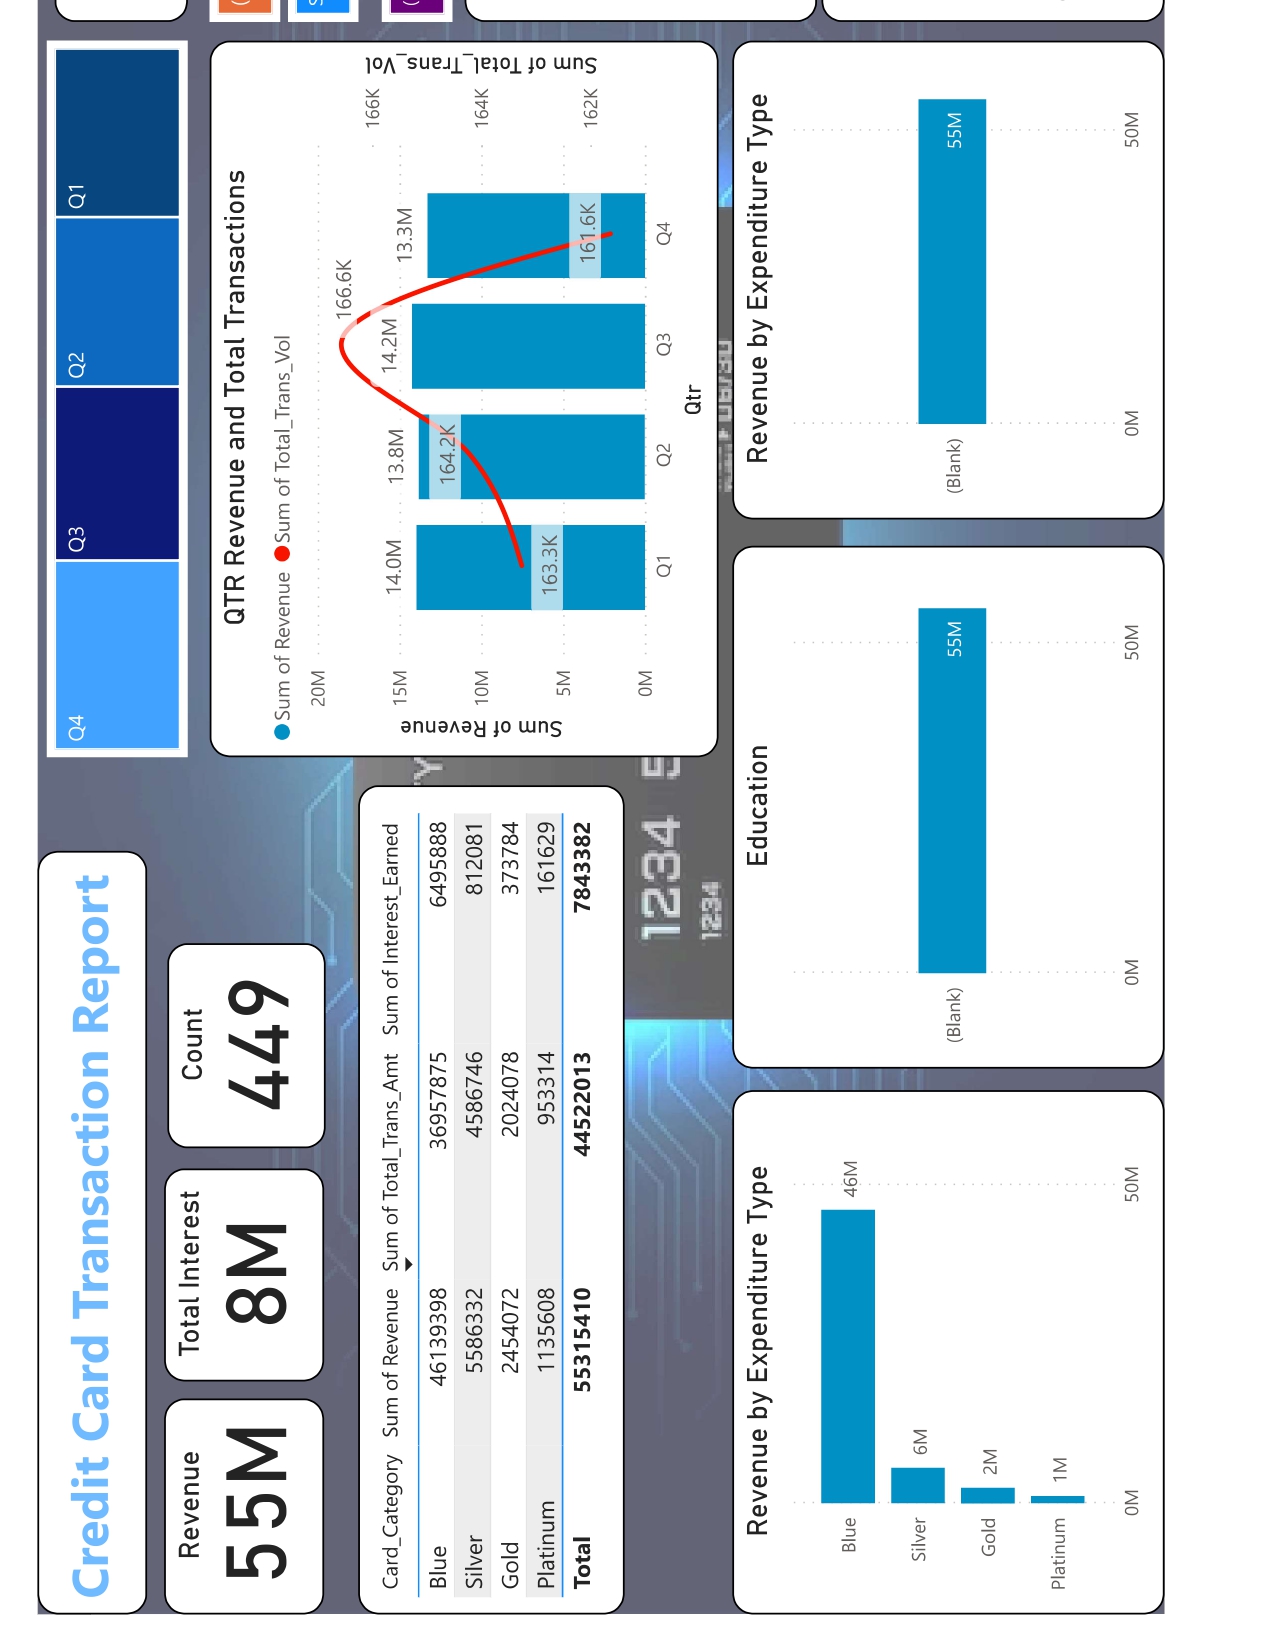 Credit Card Transaction Report
Revenue
55M
Total Interest
8M
Count
449
Q4
Q3
Q2
Q1
Card_Category Sum of Revenue Sum of Total_Trans_Amt Sum of Interest_Earned
Blue 46139398 36957875 6495888
Silver 5586332 4586746 812081
Gold 2454072 2024078 373784
Platinum 1135608 953314 161629
Total 55315410 44522013 7843382
QTR Revenue and Total Transactions
Sum of Revenue Sum of Total_Trans_Vol
20M
15M
10M
5M
0M
Sum of Revenue
14.0M
13.8M
14.2M
13.3M
163.3K
164.2K
166.6K
161.6K
166K
164K
162K
Sum of Total_Trans_Vol
Q1 Q2 Q3 Q4
Qtr
1234 5
1234
Revenue by Expenditure Type
Blue 46M
Silver 6M
Gold 2M
Platinum 1M
0M 50M
Education
(Blank) 55M
0M 50M
Revenue by Expenditure Type
(Blank) 55M
0M 50M